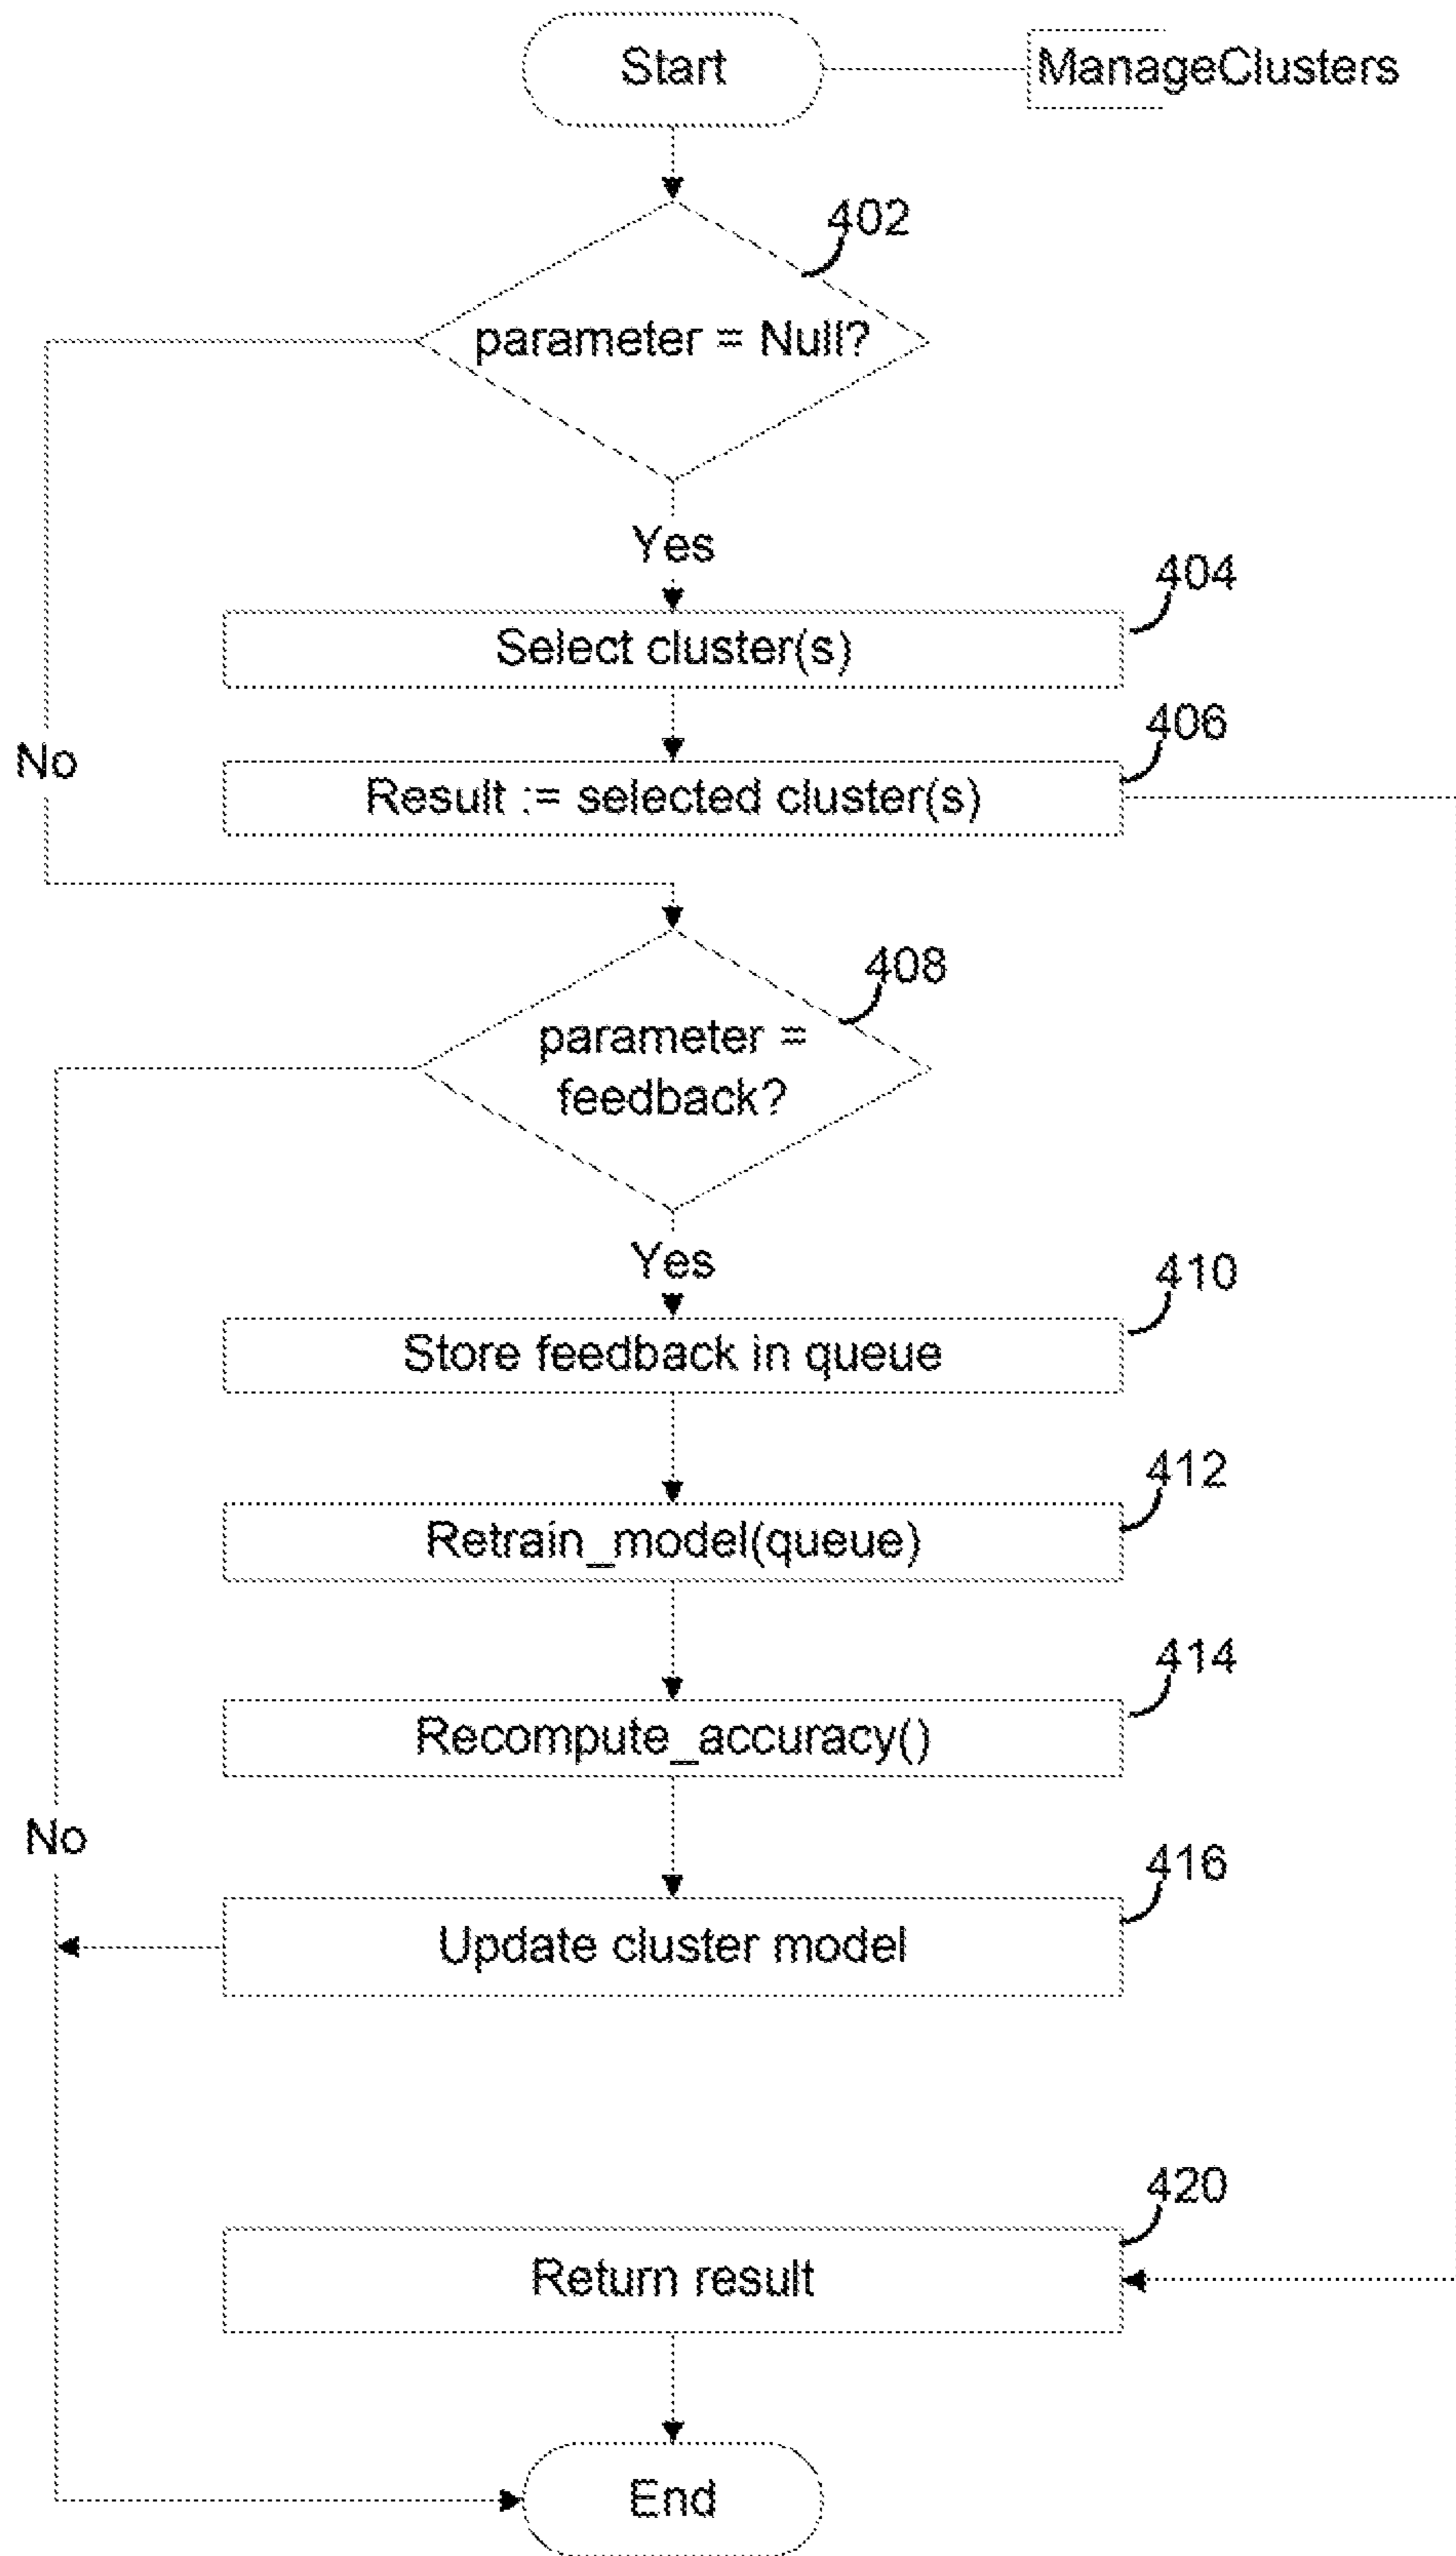 Start
ManageClusters
402
parameter = Null?
Yes
404
Select cluster(s)
406
No
Result := selected cluster(s)
408
parameter =
feedback?
Yes
410
Store feedback in queue
412
Retrain_model(queue)
414
Recompute_accuracy()
No
416
Update cluster model
420
Return result
End